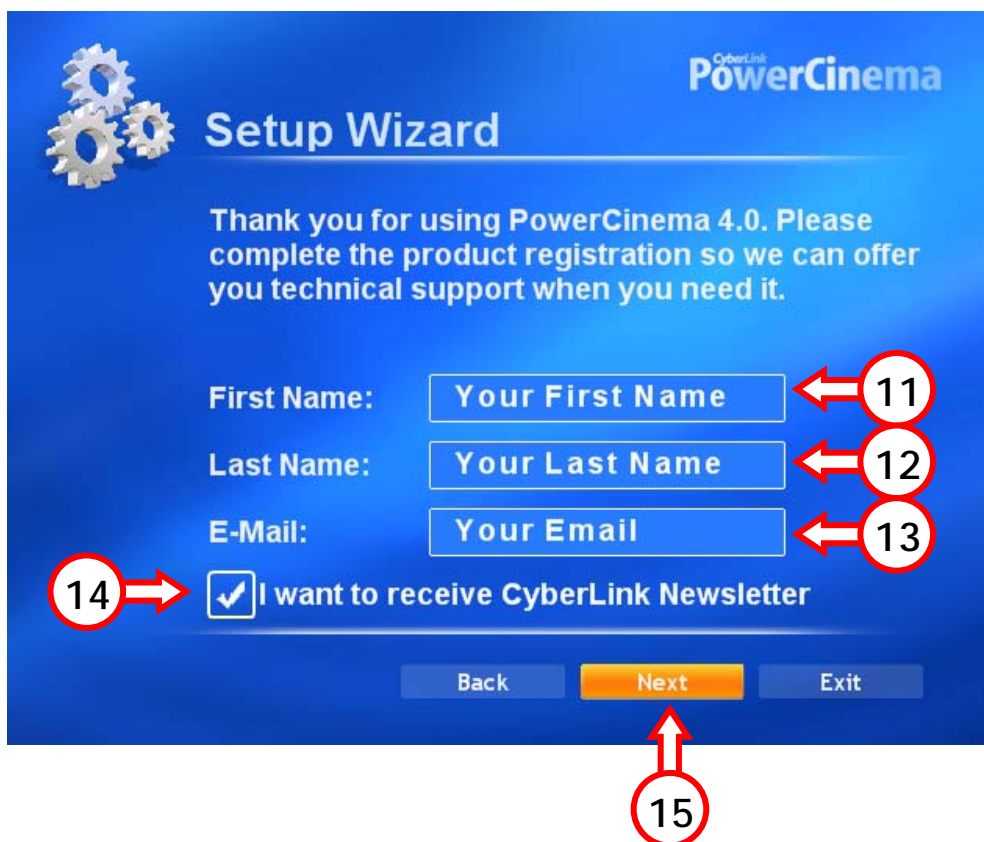 CyberLink
PowerCinema
Setup Wizard
Thank you for using PowerCinema 4.0. Please
complete the product registration so we can offer
you technical support when you need it.
First Name: Your First Name 11
Last Name: Your Last Name 12
E-Mail: Your Email 13
14 I want to receive CyberLink Newsletter
Back Next Exit
15